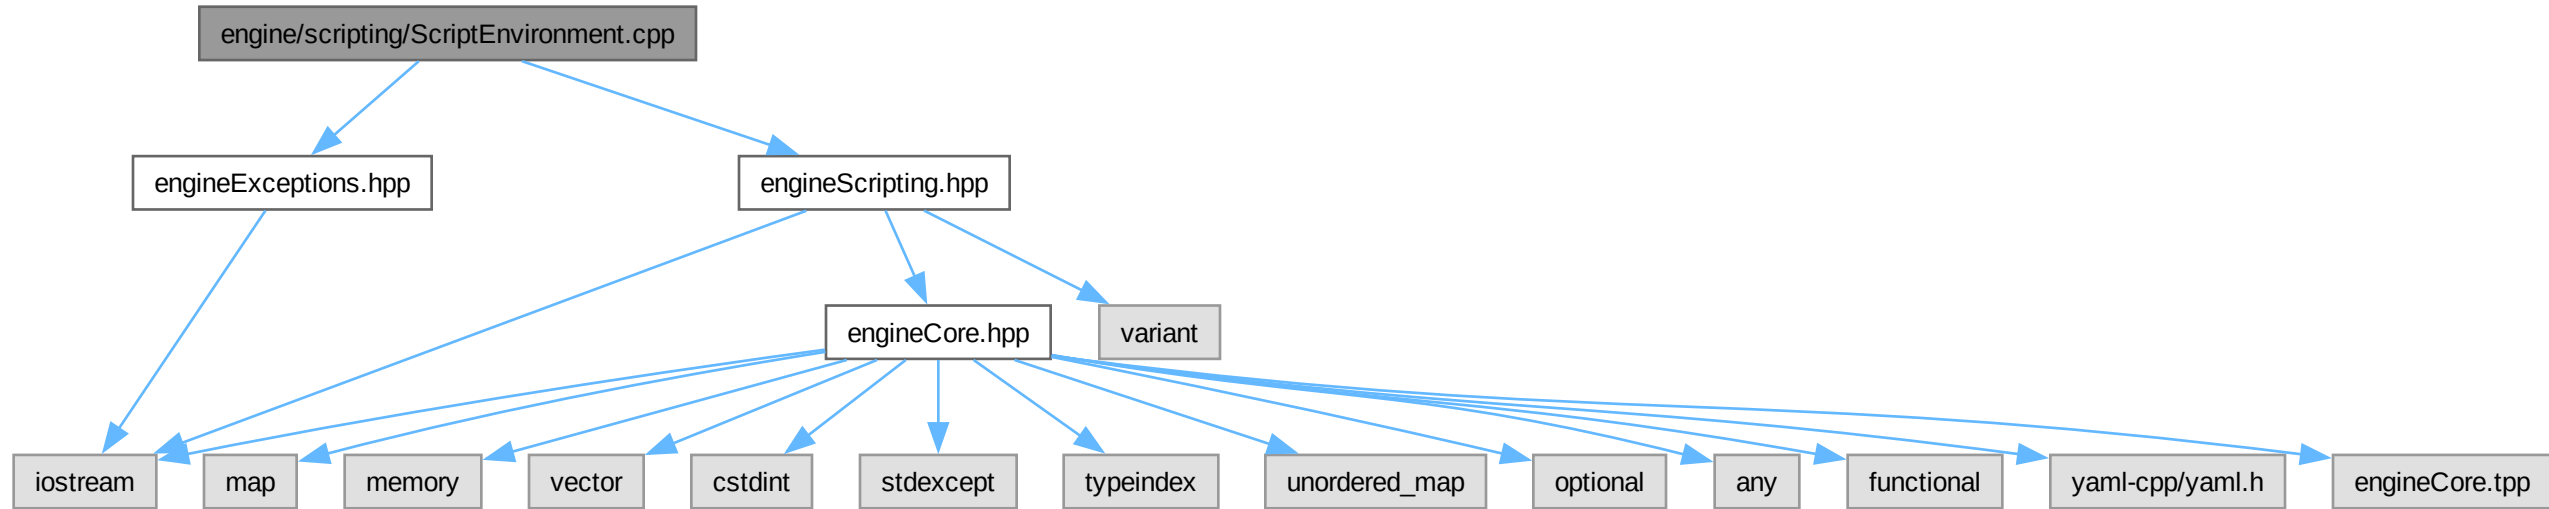 engine/scripting/ScriptEnvironment.cpp
engineExceptions.hpp
engineScripting.hpp
engineCore.hpp
variant
iostream
map
memory
vector
cstdint
stdexcept
typeindex
unordered_map
optional
any
functional
yaml-cpp/yaml.h
engineCore.tpp